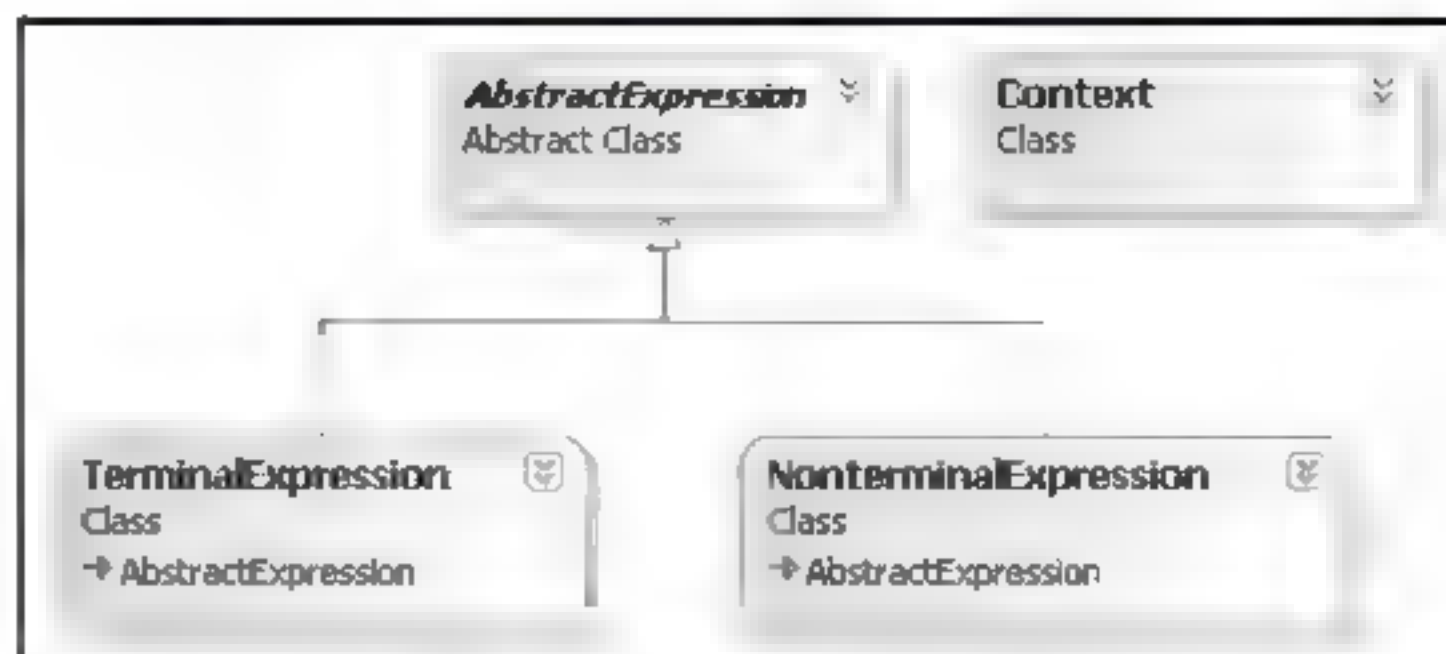 AbstractExpression
Abstract Class
Context
Class
TerminalExpression
Class
AbstractExpression
NonterminalExpression
Class
AbstractExpression